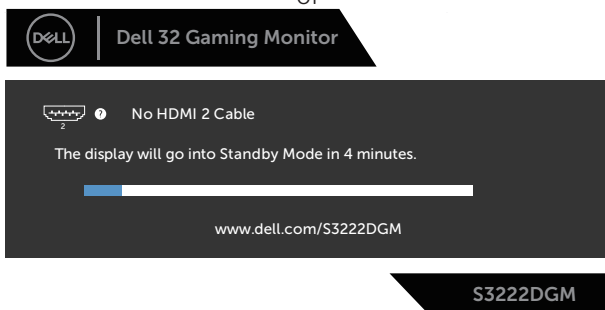 or
DELL
Dell 32 Gaming Monitor
? No HDMI 2 Cable
2
The display will go into Standby Mode in 4 minutes.
www.dell.com/S3222DGM
S3222DGM